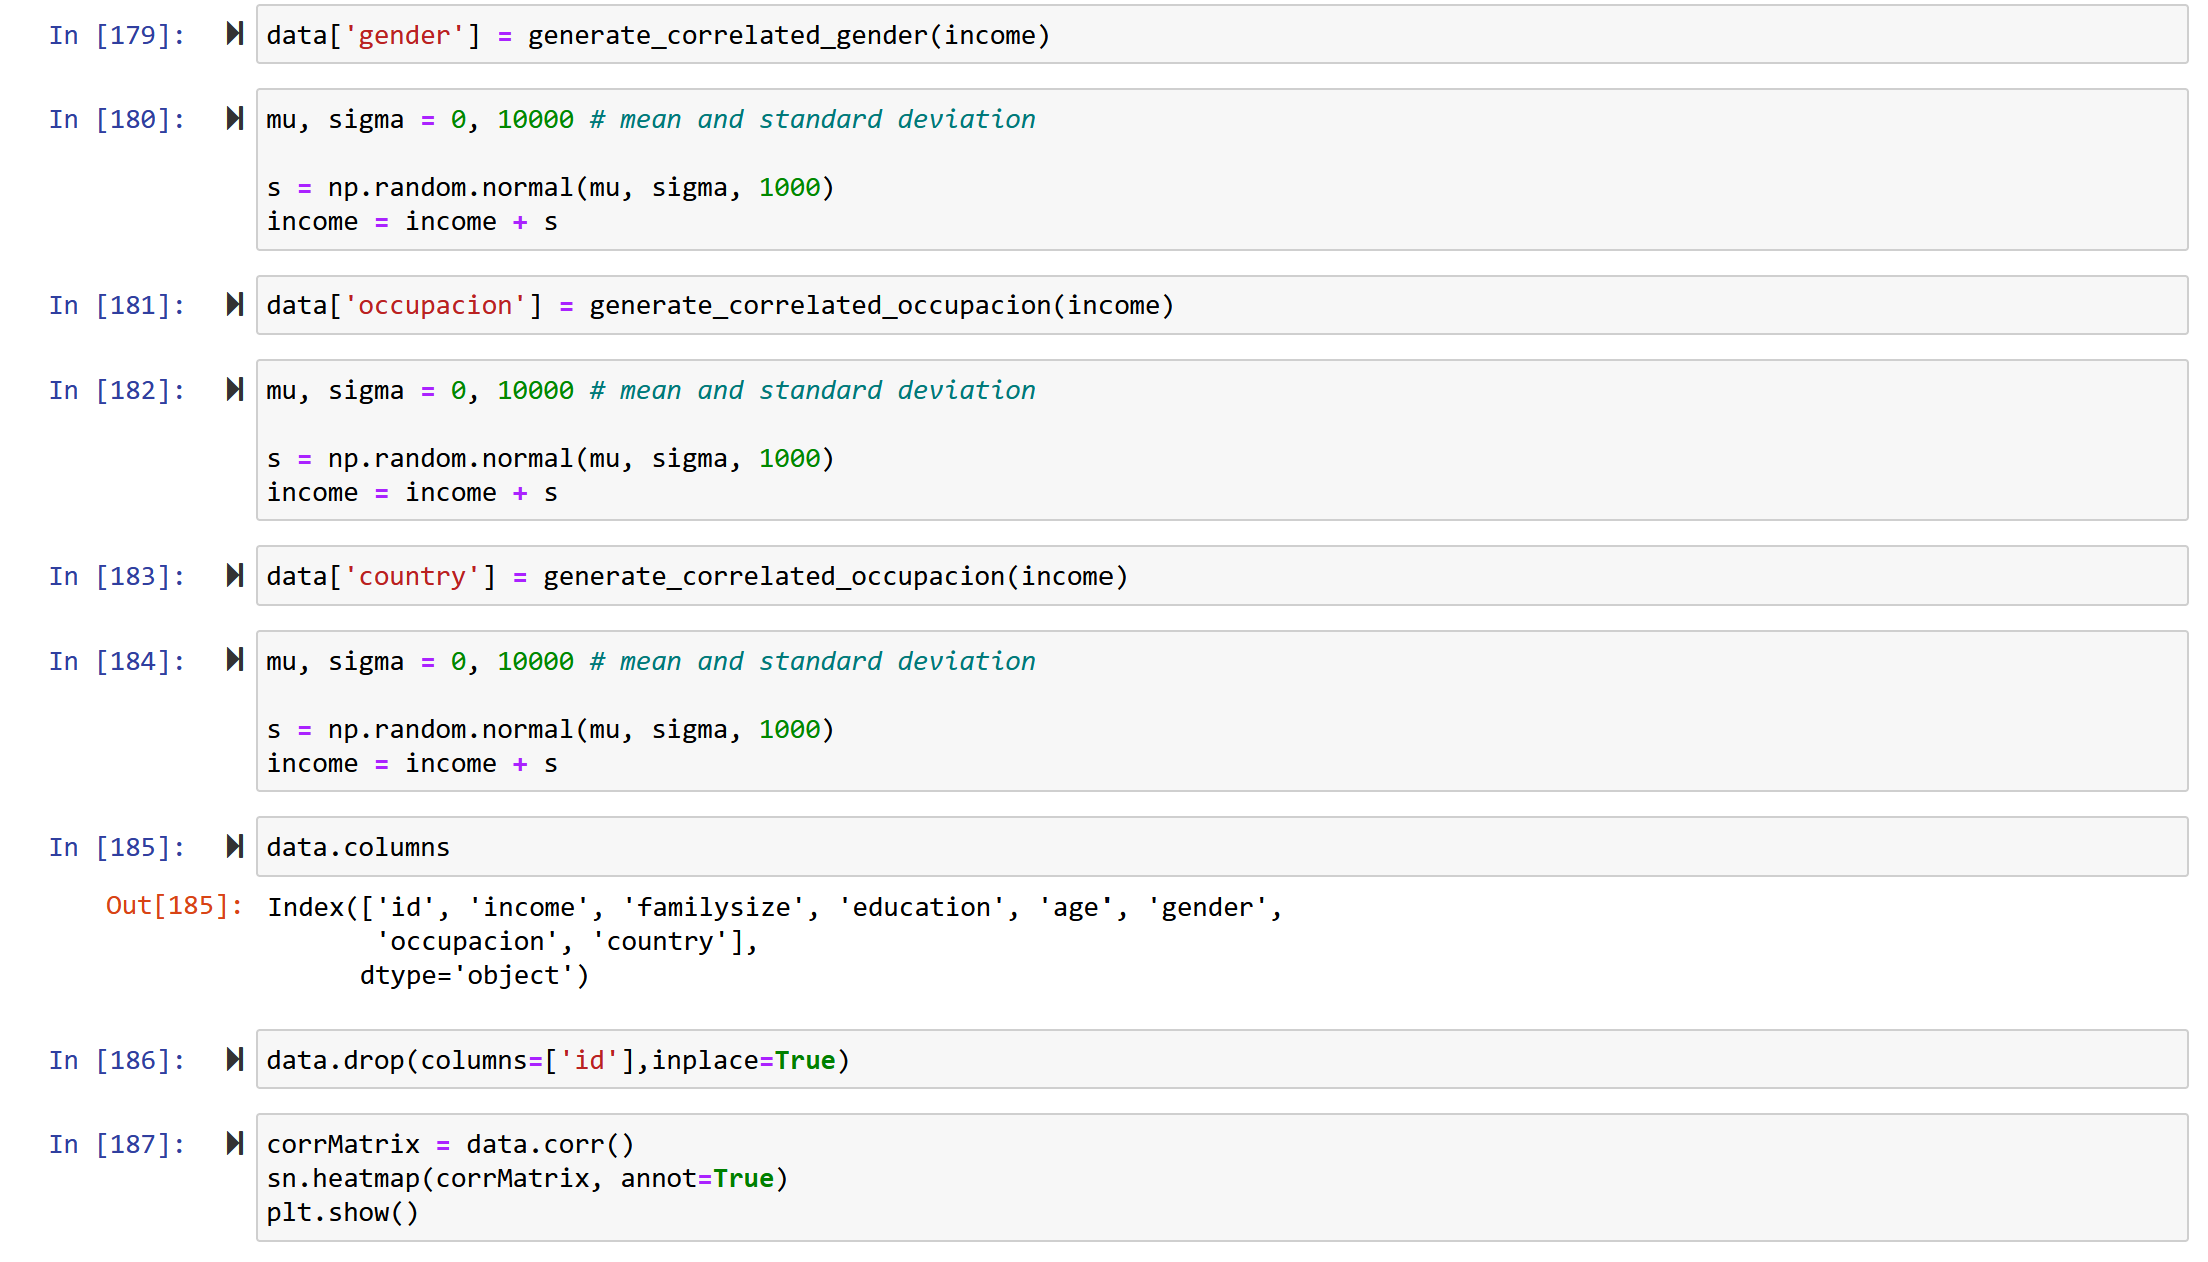 In [179]: data['gender'] = generate_correlated_gender(income)
In [180]: mu, sigma = 0, 10000 # mean and standard deviation
s = np.random.normal(mu, sigma, 1000)
income = income + s
In [181]: data['occupacion'] = generate_correlated_occupacion(income)
In [182]: mu, sigma = 0, 10000 # mean and standard deviation
s = np.random.normal(mu, sigma, 1000)
income = income + s
In [183]: data['country'] = generate_correlated_occupacion(income)
In [184]: mu, sigma = 0, 10000 # mean and standard deviation
s = np.random.normal(mu, sigma, 1000)
income = income + s
In [185]: data.columns
Out[185]: Index(['id', 'income', 'familysize', 'education', 'age', 'gender',
'occupacion', 'country'],
dtype='object')
In [186]: data.drop(columns=['id'],inplace=True)
In [187]: corrMatrix = data.corr()
sn.heatmap(corrMatrix, annot=True)
plt.show()